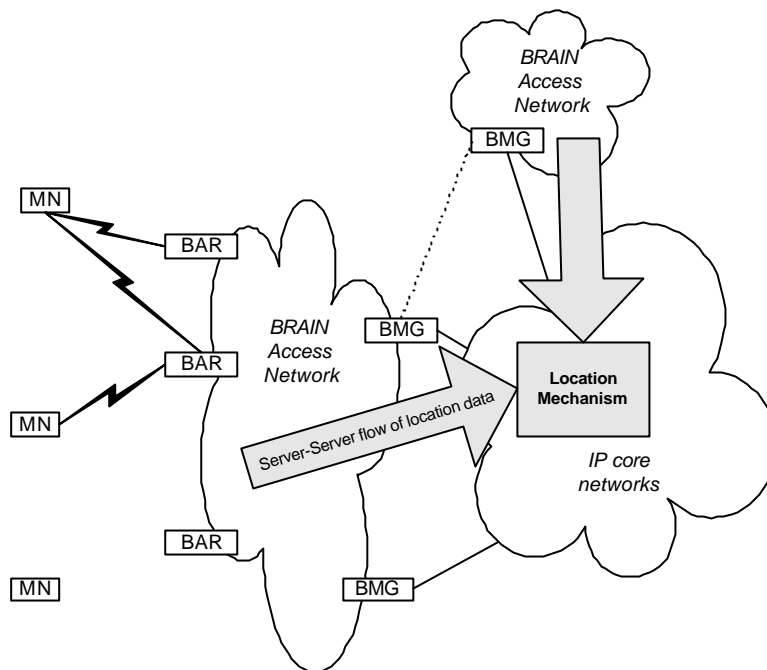 BRAIN
Access
Network
BMG
MN
BAR
BRAIN
Access
Network
BMG
BAR
Location
Mechanism
MN
Server-Server flow of location data
IP core
networks
BAR
MN
BMG